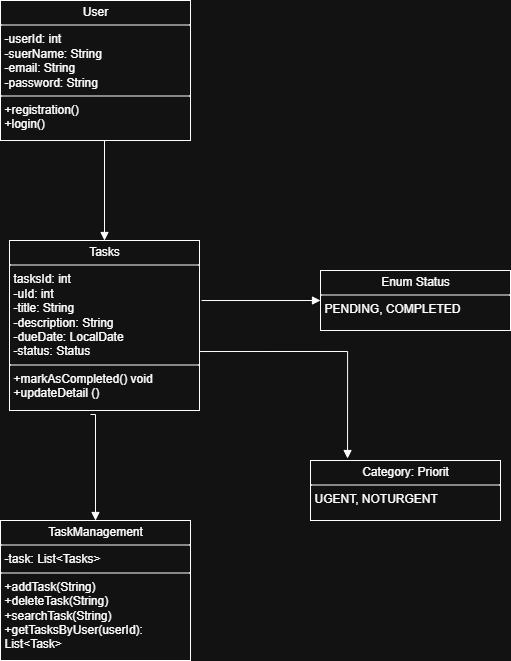 User
-userId: int
-suerName: String
-email: String
-password: String
+registration()
+login()
Tasks
tasksId: int
-uId: int
-title: String
-description: String
-dueDate: LocalDate
-status: Status
+markAsCompleted() void
+updateDetail ()
Enum Status
PENDING, COMPLETED
Category: Priorit
UGENT, NOTURGENT
TaskManagement
-task: List<Tasks>
+addTask(String)
+deleteTask(String)
+searchTask(String)
+getTasksByUser(userId):
List<Task>